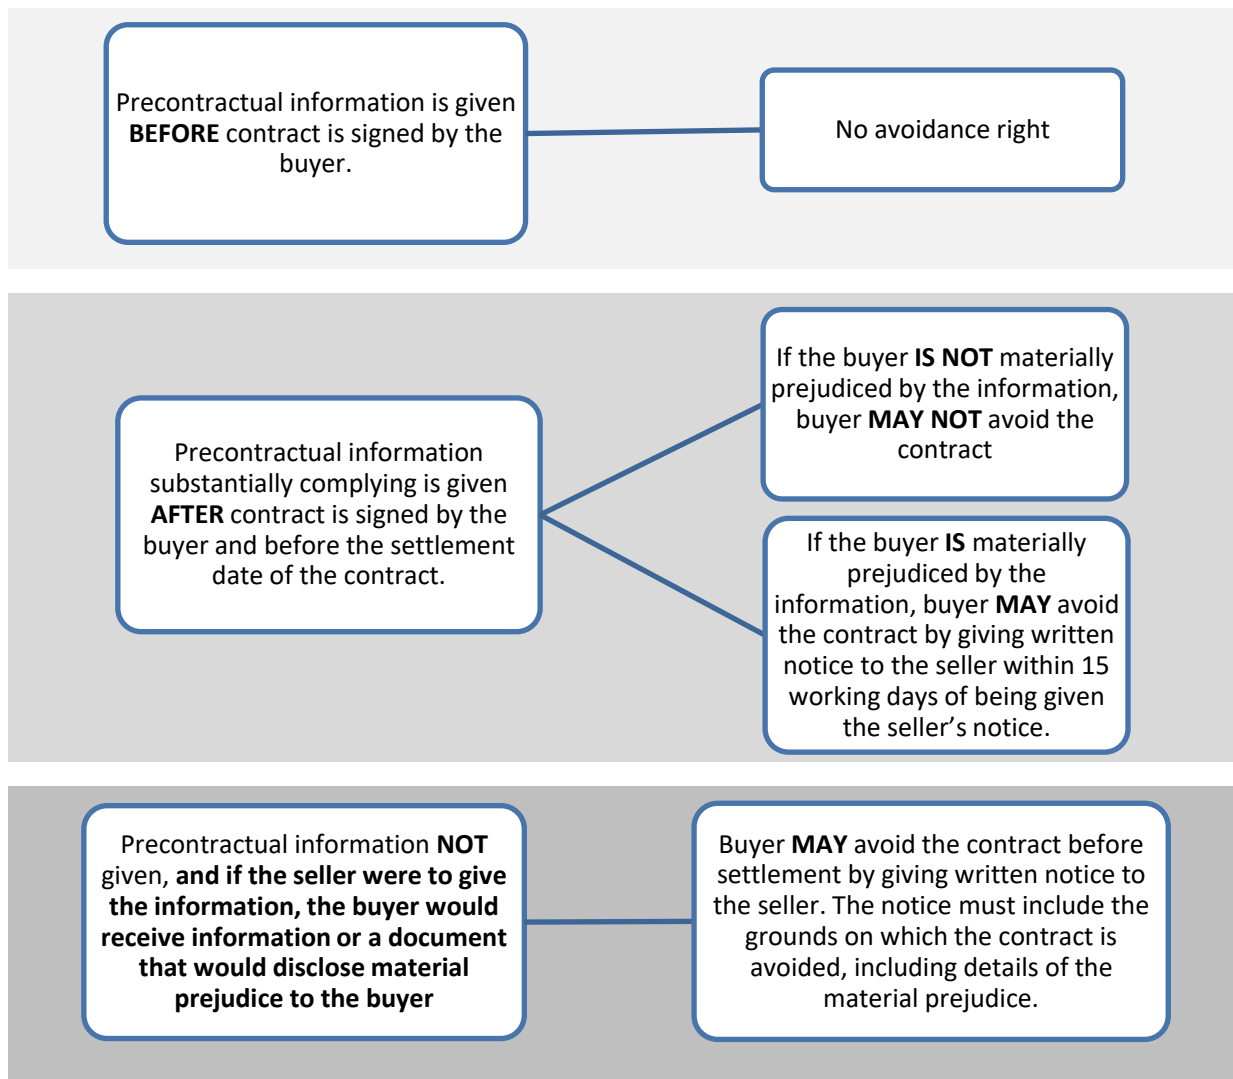 Precontractual information is given
BEFORE contract is signed by the
buyer.
No avoidance right
Precontractual information
substantially complying is given
AFTER contract is signed by the
buyer and before the settlement
date of the contract.
If the buyer IS NOT materially
prejudiced by the information,
buyer MAY NOT avoid the
contract
If the buyer IS materially
prejudiced by the
information, buyer MAY avoid
the contract by giving written
notice to the seller within 15
working days of being given
the seller’s notice.
Precontractual information NOT
given, and if the seller were to give
the information, the buyer would
receive information or a document
that would disclose material
prejudice to the buyer
Buyer MAY avoid the contract before
settlement by giving written notice to
the seller. The notice must include the
grounds on which the contract is
avoided, including details of the
material prejudice.